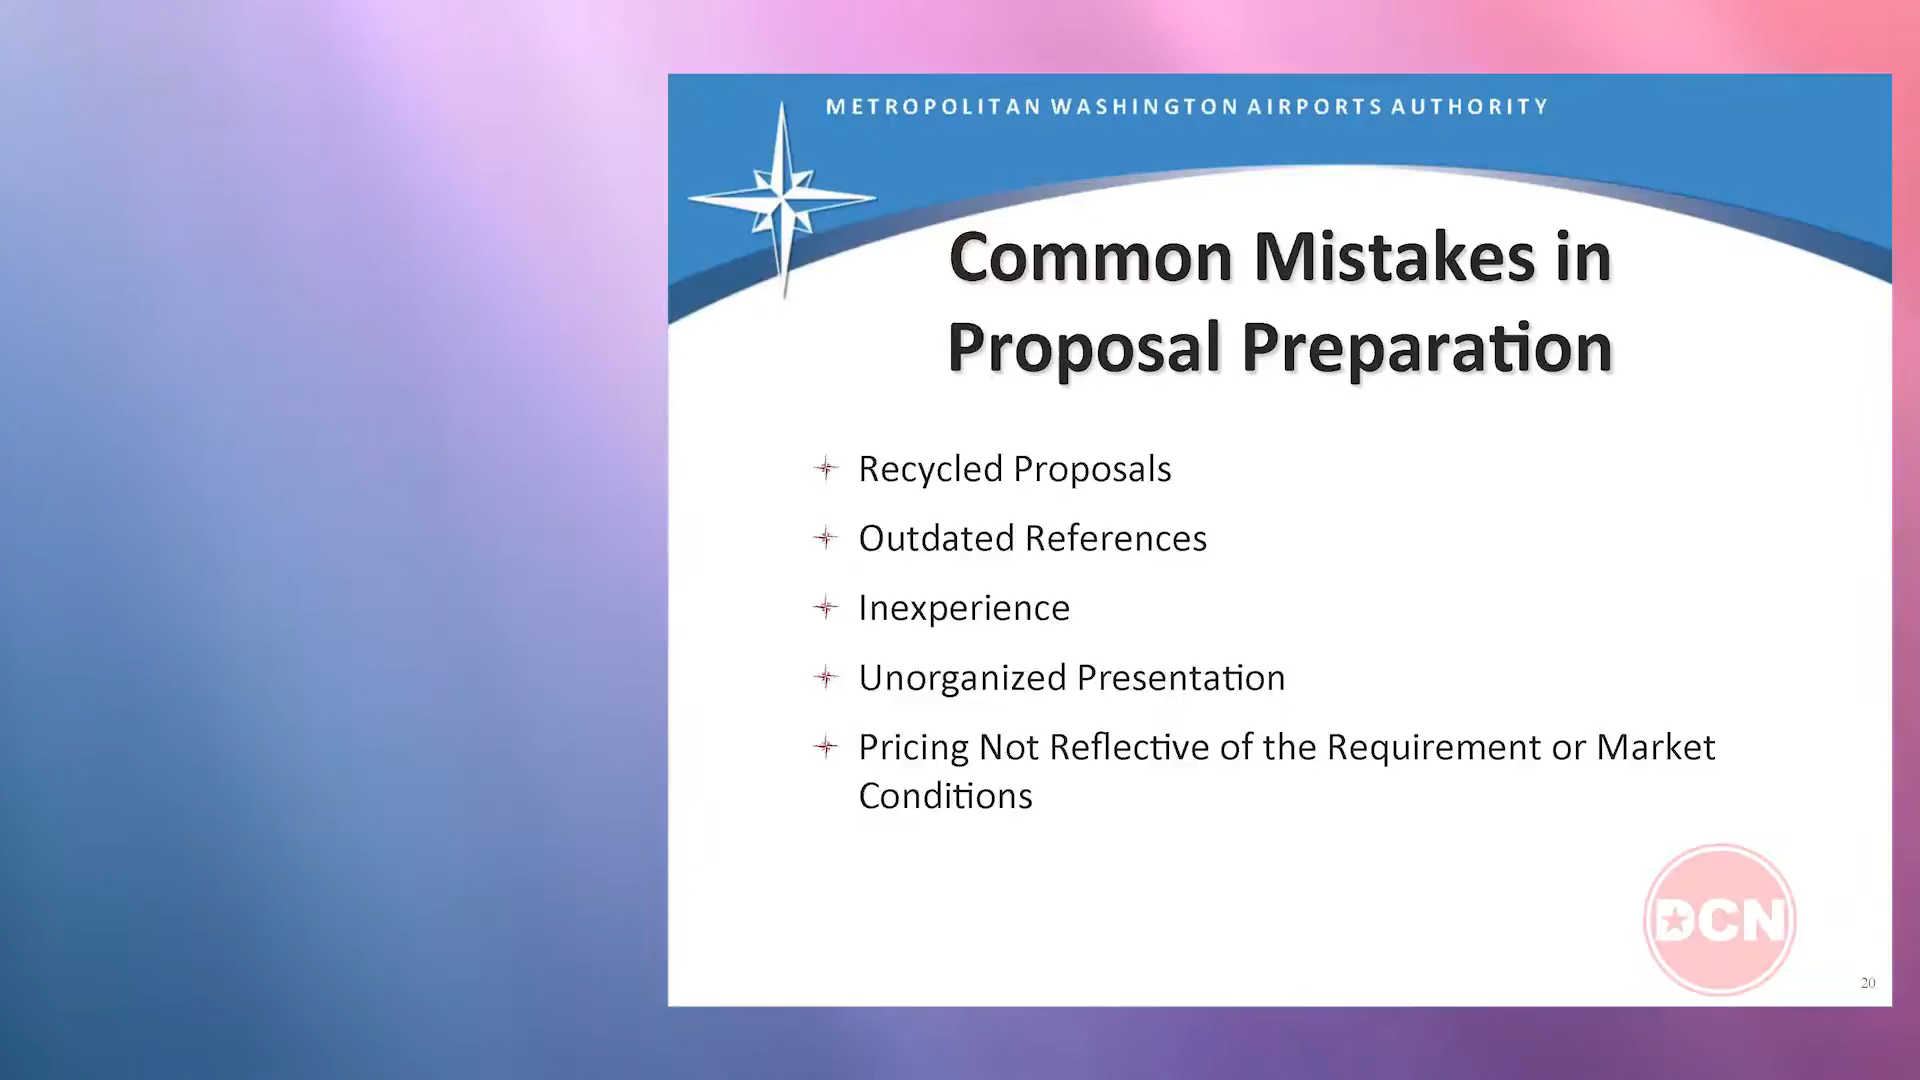 METROPOLITAN WASHINGTON AIRPORTS AUTHORITY
Common Mistakes in
Proposal Preparation
Recycled Proposals
Outdated References
Inexperience
Unorganized Presentation
Pricing Not Reflective of the Requirement or Market
Conditions
DCN
20